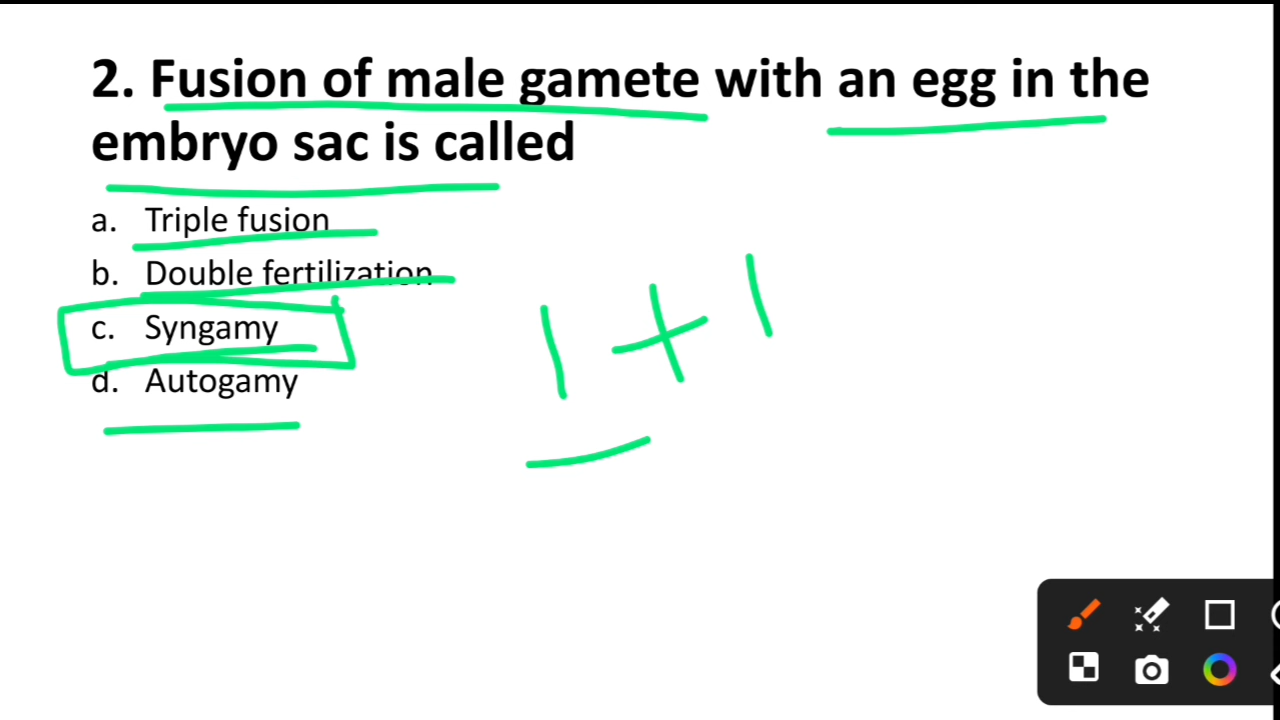 2. Fusion of male gamete with an egg in the
embryo sac is called
a. Triple fusion
b. Double fertilization
c. Syngamy
d. Autogamy
1 + 1